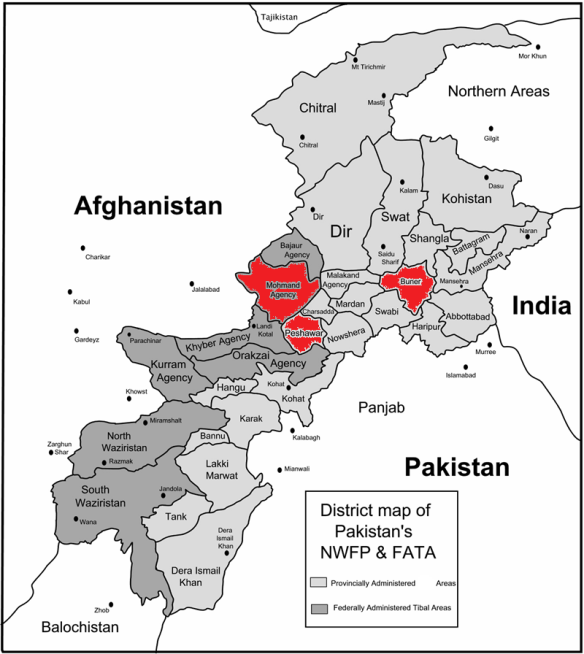 Tajikistan
Mor Khun
Mt Tirichmir
Northern Areas
Mastij
Chitral
Gilgit
Chitral
Dasu
Kalam
Kohistan
Afghanistan
Dir
Swat
Dir
Naran
Shangla
Battagram
Bajaur
Agency
Saidu
Sharif
Mansehra
Charikar
Malakand
Agency
Buner
Mansehra
Mohmand
Agency
Jalalabad
Kabul
Mardan
India
Charsadda
Swabi
Abbottabad
Landi
Kotal
Peshawar
Nowshera
Haripur
Gardeyz
Parachinar
Khyber Agency
Murree
Orakzai
Agency
Kurram
Agency
Islamabad
Kohat
Hangu
Khowst
Kohat
Panjab
Miramshalt
Karak
North
Waziristan
Bannu
Kalabagh
Zarghun
Shar
Razmak
Lakki
Marwat
Mianwali
Pakistan
South
Waziristan
Jandola
Wana
Tank
Dera
Ismail
Khan
Dera Ismail
Khan
Zhob
Balochistan
District map of
Pakistan's
NWFP & FATA
Provincially Administered Areas
Federally Administered Tibal Areas